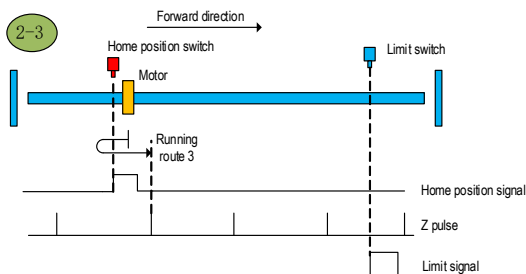 2-3
Forward direction
Home position switch
Limit switch
Motor
Running
route 3
Home position signal
Z pulse
Limit signal